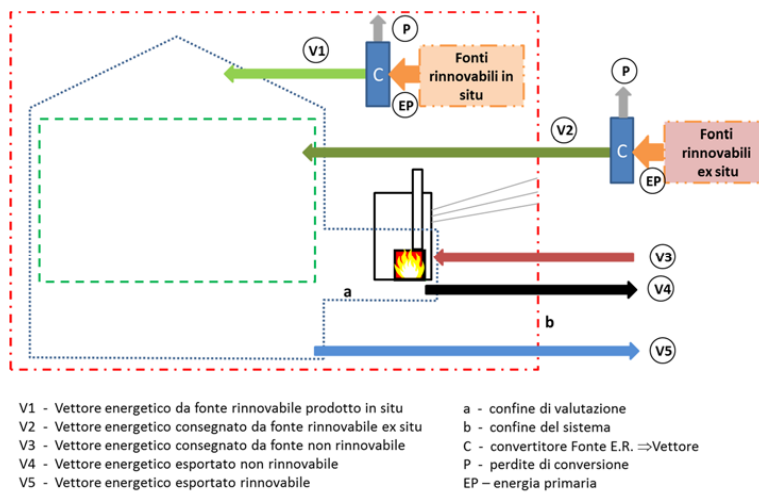 P
V1
C
Fonti
rinnovabili in
situ
EP
P
V2
C
Fonti
rinnovabili
ex situ
EP
V3
a
V4
b
V5
V1 - Vettore energetico da fonte rinnovabile prodotto in situ
V2 - Vettore energetico consegnato da fonte rinnovabile ex situ
V3 - Vettore energetico consegnato da fonte non rinnovabile
V4 - Vettore energetico esportato non rinnovabile
V5 - Vettore energetico esportato rinnovabile
a - confine di valutazione
b - confine del sistema
C - convertitore Fonte E.R. ⇒Vettore
P - perdite di conversione
EP – energia primaria